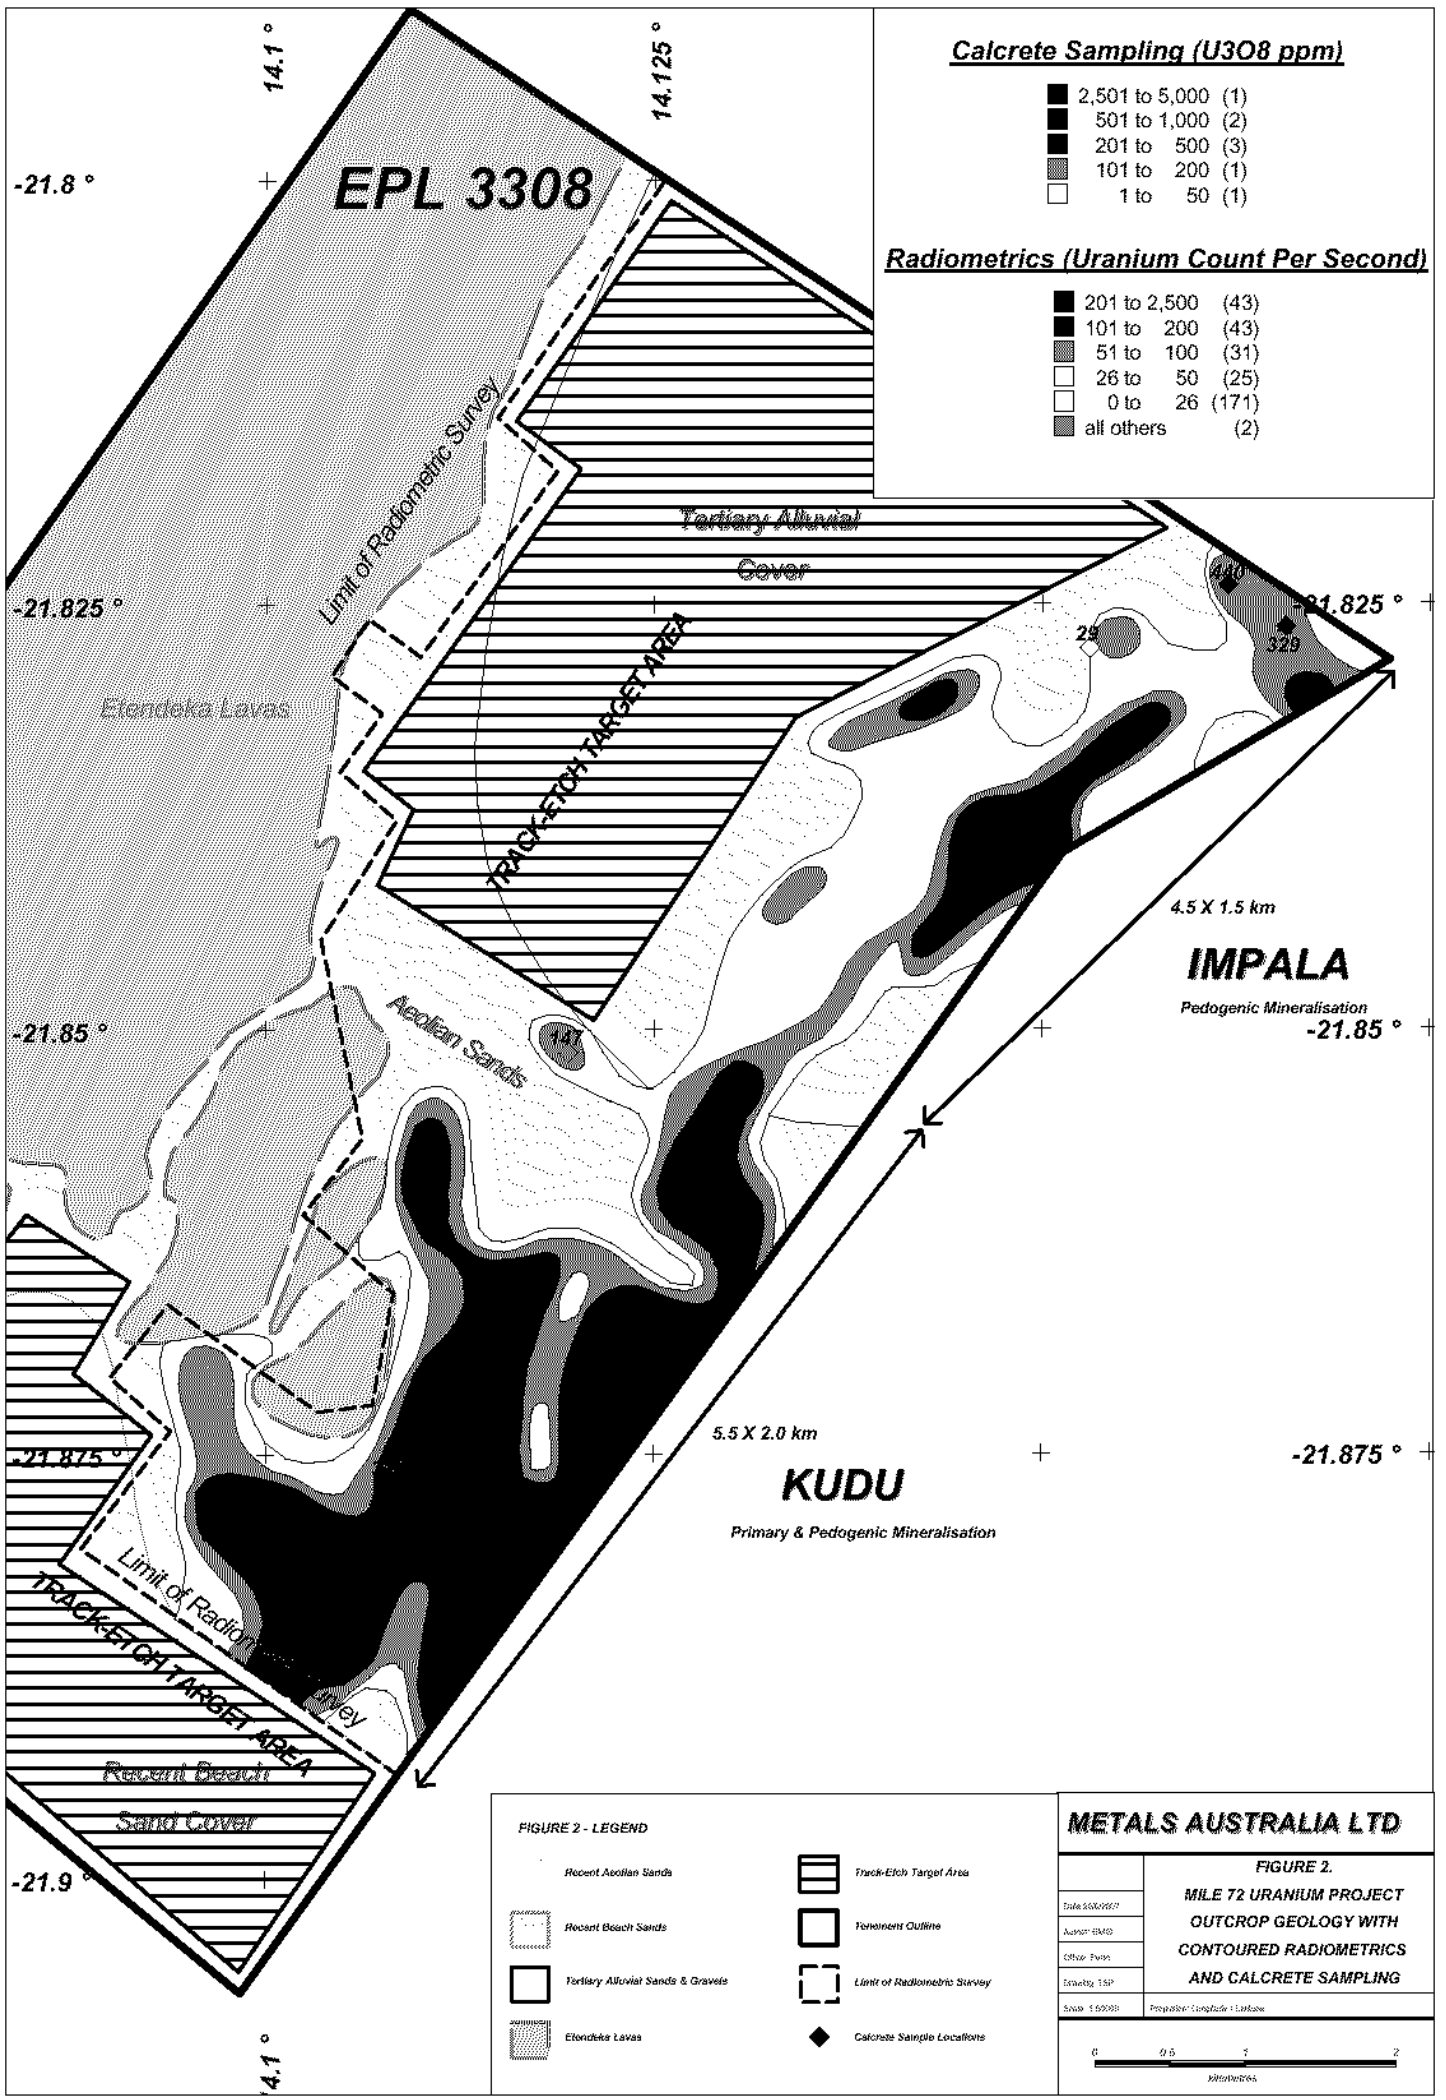 14.1 °
14.125 °
Calcrete Sampling (U3O8 ppm)
2,501 to 5,000 (1)
501 to 1,000 (2)
201 to 500 (3)
101 to 200 (1)
1 to 50 (1)
-21.8 °
EPL 3308
Radiometrics (Uranium Count Per Second)
201 to 2,500 (43)
101 to 200 (43)
51 to 100 (31)
26 to 50 (25)
0 to 26 (171)
all others (2)
Limit of Radiometric Survey
Tertiary Alluvial
Cover
440
-21.825 °
-21.825 °
29
329
TRACK-ETCH TARGET AREA
Etendeka Lavas
4.5 X 1.5 km
IMPALA
Pedogenic Mineralisation
Aeolian Sands
-21.85 °
147
-21.85 °
5.5 X 2.0 km
-21.875 °
-21.875 °
KUDU
Primary & Pedogenic Mineralisation
Limit of Radiom
urvey
TRACK-ETCH TARGET AREA
Recent Beach
Sand Cover
-21.9 °
14.1 °
FIGURE 2 - LEGEND
Recent Aeolian Sands
Recent Beach Sands
Tertiary Alluvial Sands & Gravels
Etendeka Lavas
Track-Etch Target Area
Tenement Outline
Limit of Radiometric Survey
Calcrete Sample Locations
METALS AUSTRALIA LTD
FIGURE 2.
MILE 72 URANIUM PROJECT
OUTCROP GEOLOGY WITH
CONTOURED RADIOMETRICS
AND CALCRETE SAMPLING
0 0.5 1 2
kilometres